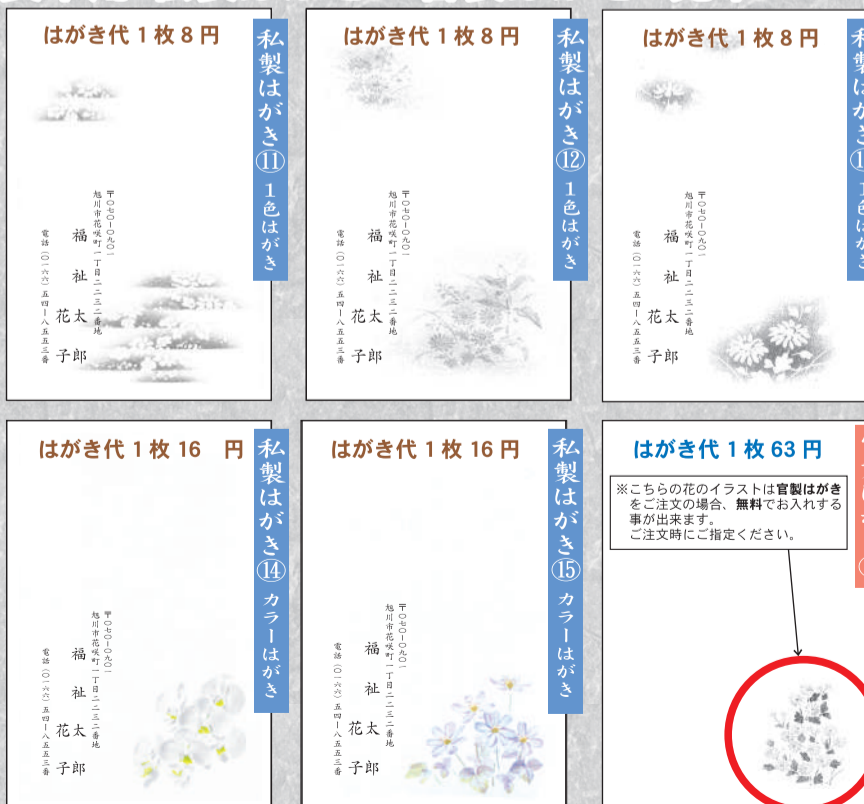 はがき代 1 枚 8 円
私製はがき⑪ 1色はがき
〒〇七〇-〇九〇一
旭川市花咲町一丁目二二三二番地
福祉 太郎
花子
電話 (〇一六六) 五四ー八五五三番
はがき代 1 枚 8 円
私製はがき⑫ 1色はがき
〒〇七〇-〇九〇一
旭川市花咲町一丁目二二三二番地
福祉 太郎
花子
電話 (〇一六六) 五四ー八五五三番
はがき代 1 枚 8 円
〒〇七〇-〇九〇一
旭川市花咲町一丁目二二三二番地
福祉 太郎
花子
電話 (〇一六六) 五四ー八五五三番
はがき代 1 枚 16 円
私製はがき⑭ カラーはがき
〒〇七〇-〇九〇一
旭川市花咲町一丁目二二三二番地
福祉 太郎
花子
電話 (〇一六六) 五四ー八五五三番
はがき代 1 枚 16 円
私製はがき⑮ カラーはがき
〒〇七〇-〇九〇一
旭川市花咲町一丁目二二三二番地
福祉 太郎
花子
電話 (〇一六六) 五四ー八五五三番
はがき代 1 枚 63 円
※こちらの花のイラストは官製はがき
をご注文の場合、無料でお入れする
事が出来ます。
ご注文時にご指定ください。